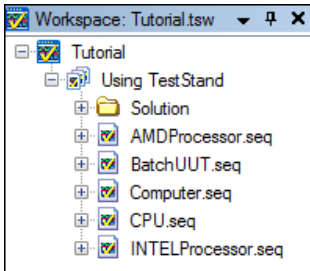 Workspace: Tutorial.tsw
Tutorial
Using TestStand
Solution
AMDProcessor.seq
BatchUUT.seq
Computer.seq
CPU.seq
INTELProcessor.seq